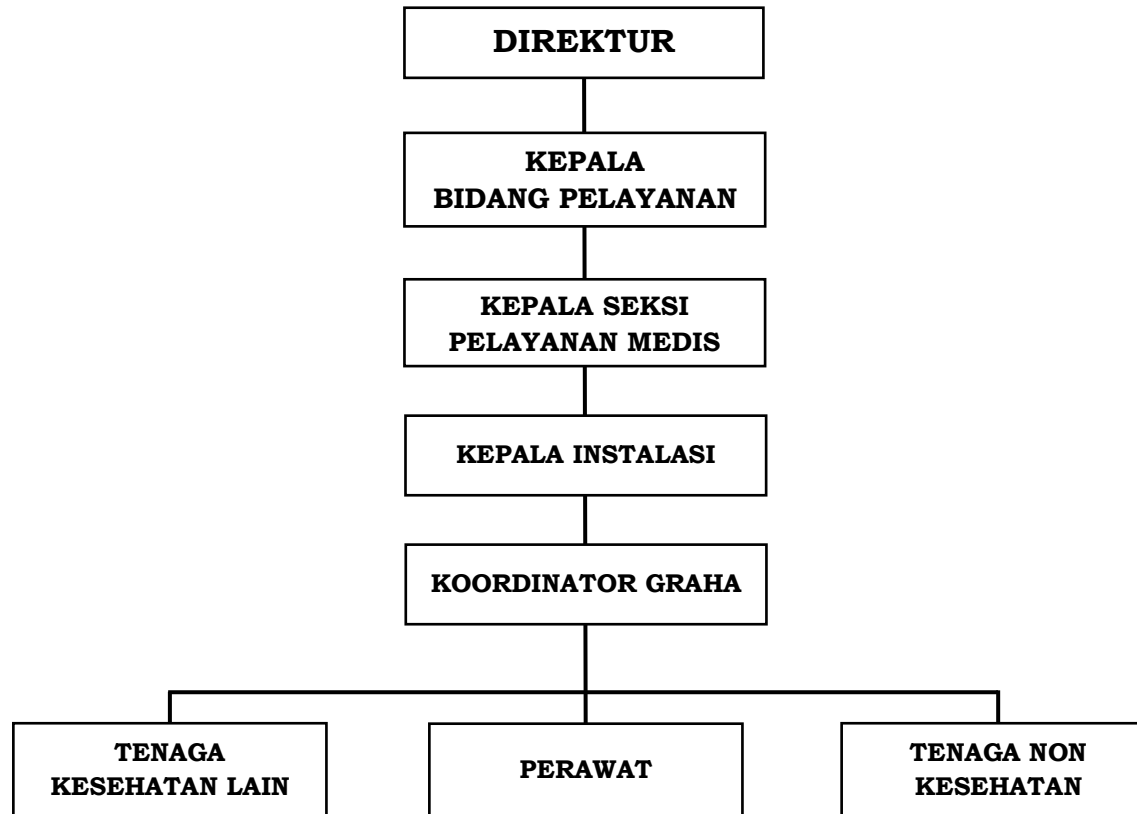 DIREKTUR
KEPALA
BIDANG PELAYANAN
KEPALA SEKSI
PELAYANAN MEDIS
KEPALA INSTALASI
KOORDINATOR GRAHA
TENAGA
KESEHATAN LAIN
PERAWAT
TENAGA NON
KESEHATAN